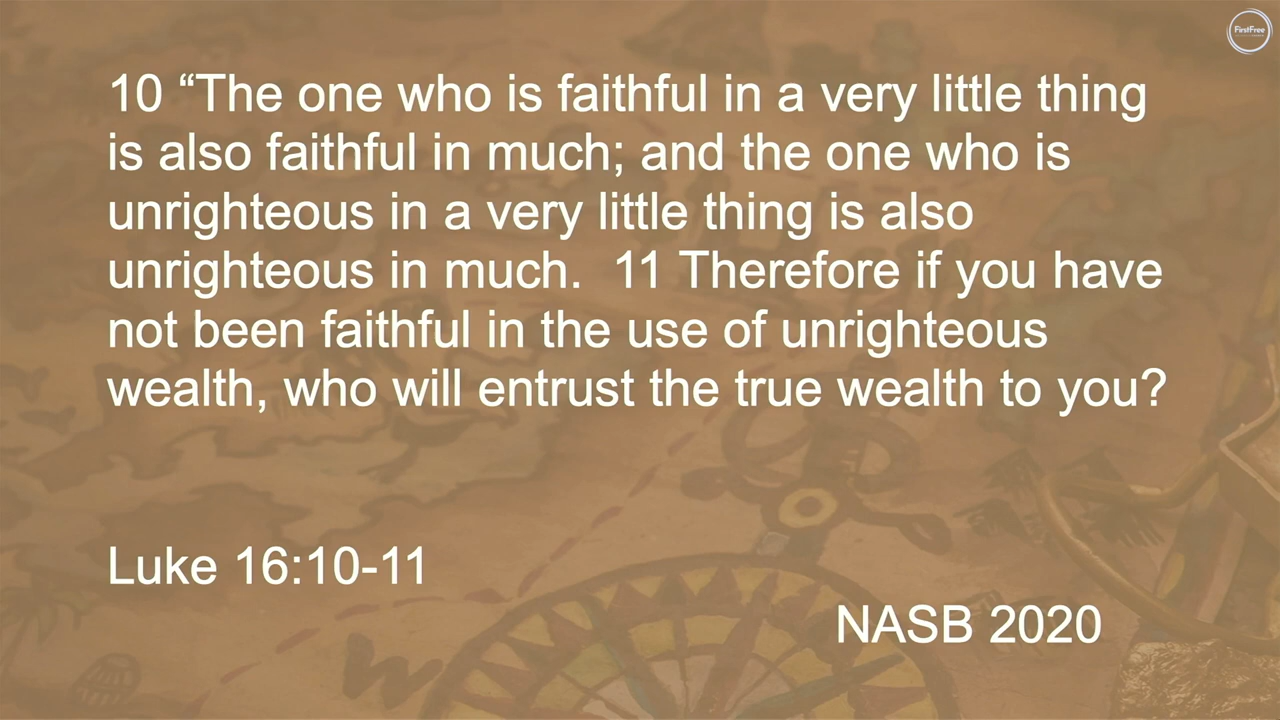 FirstFree
10 “The one who is faithful in a very little thing
is also faithful in much; and the one who is
unrighteous in a very little thing is also
unrighteous in much.  11 Therefore if you have
not been faithful in the use of unrighteous
wealth, who will entrust the true wealth to you?
Luke 16:10-11
NASB 2020
W